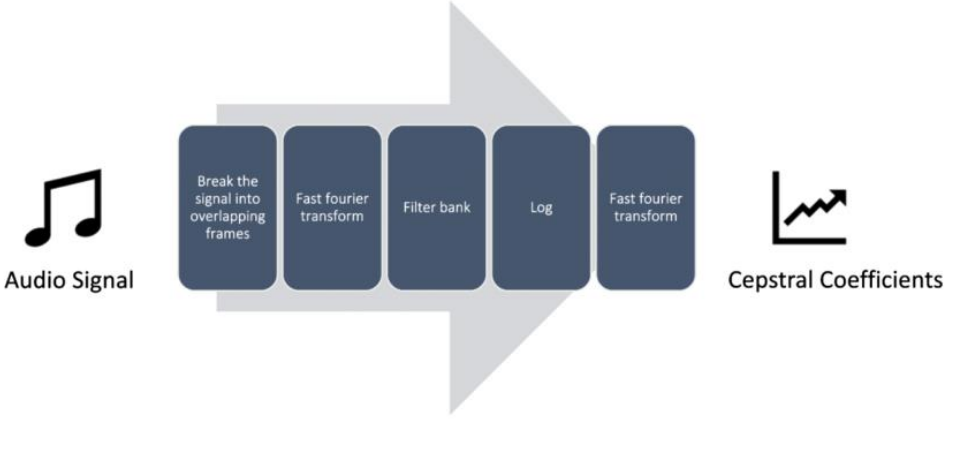 Audio Signal
Break the
signal into
overlapping
frames
Fast fourier
transform
Filter bank
Log
Fast fourier
transform
Cepstral Coefficients